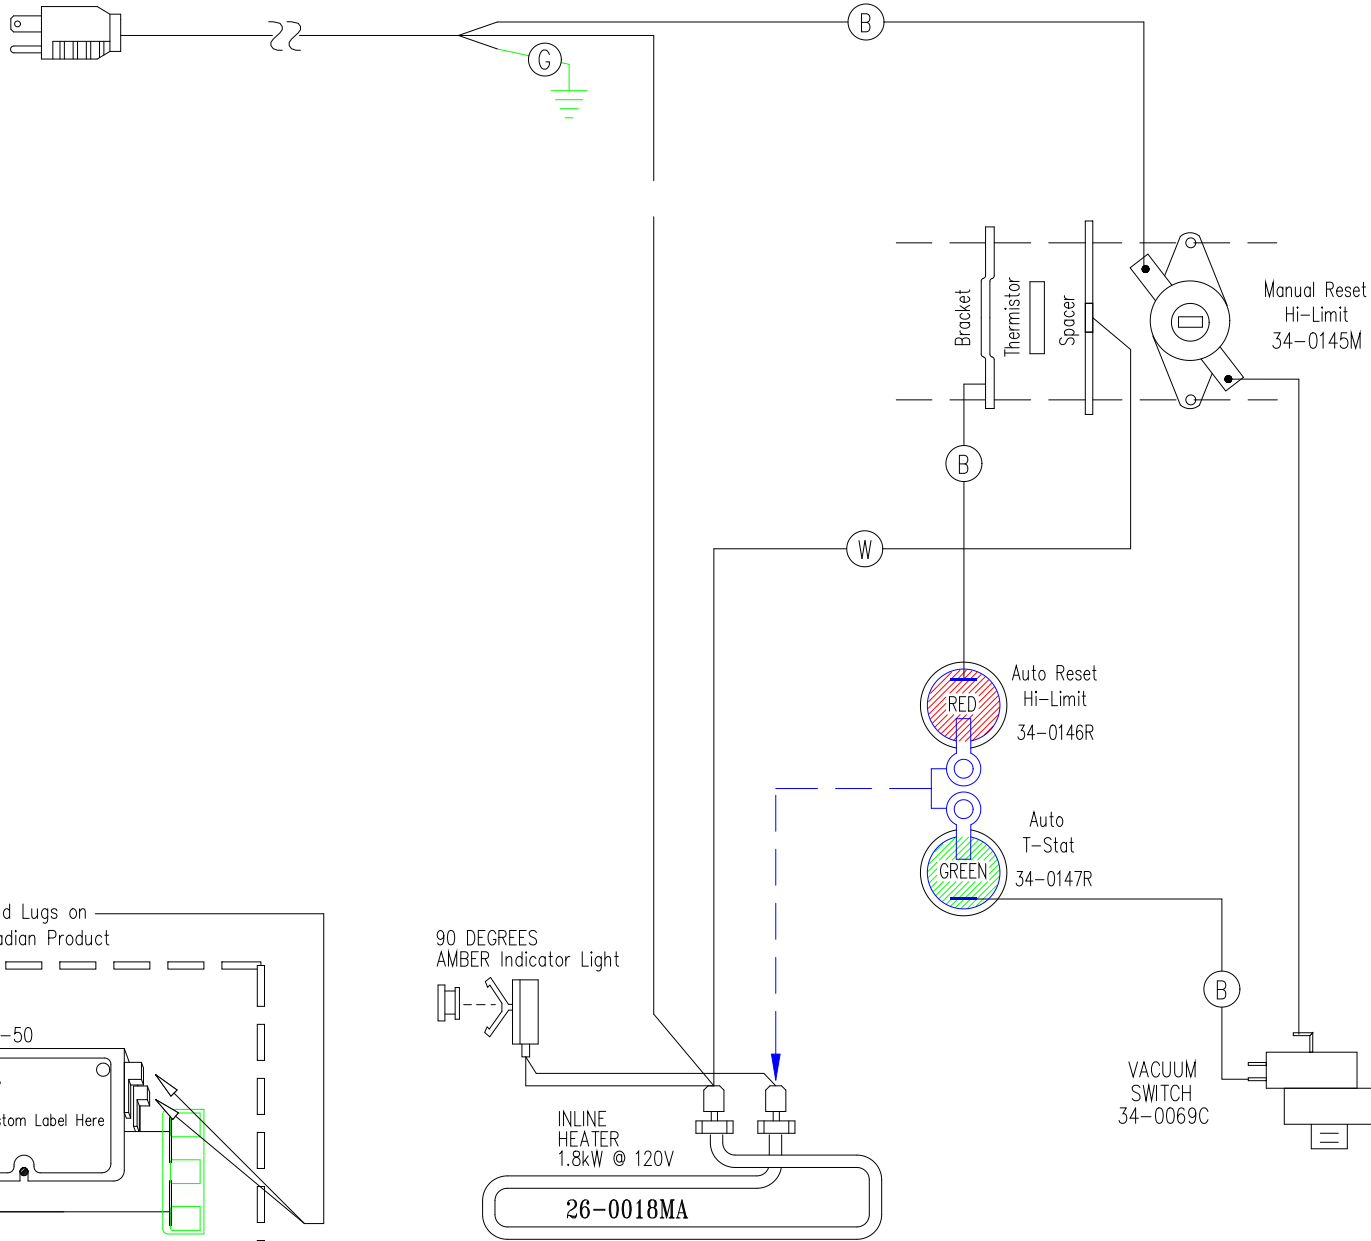 B
G
Bracket
Thermistor
Spacer
Manual Reset
Hi-Limit
34-0145M
B
W
RED
Auto Reset
Hi-Limit
34-0146R
Auto
T-Stat
34-0147R
GREEN
d Lugs on
adian Product
-50
stom Label Here
90 DEGREES
AMBER Indicator Light
B
VACUUM
SWITCH
34-0069C
INLINE
HEATER
1.8kW @ 120V
26-0018MA